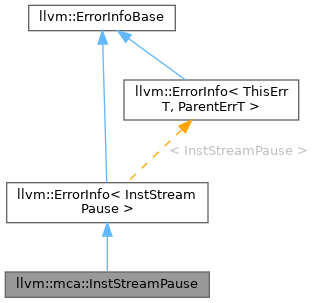 llvm::ErrorInfoBase
llvm::ErrorInfo< ThisErr
T, ParentErrT >
< InstStreamPause >
llvm::ErrorInfo< InstStream
Pause >
llvm::mca::InstStreamPause